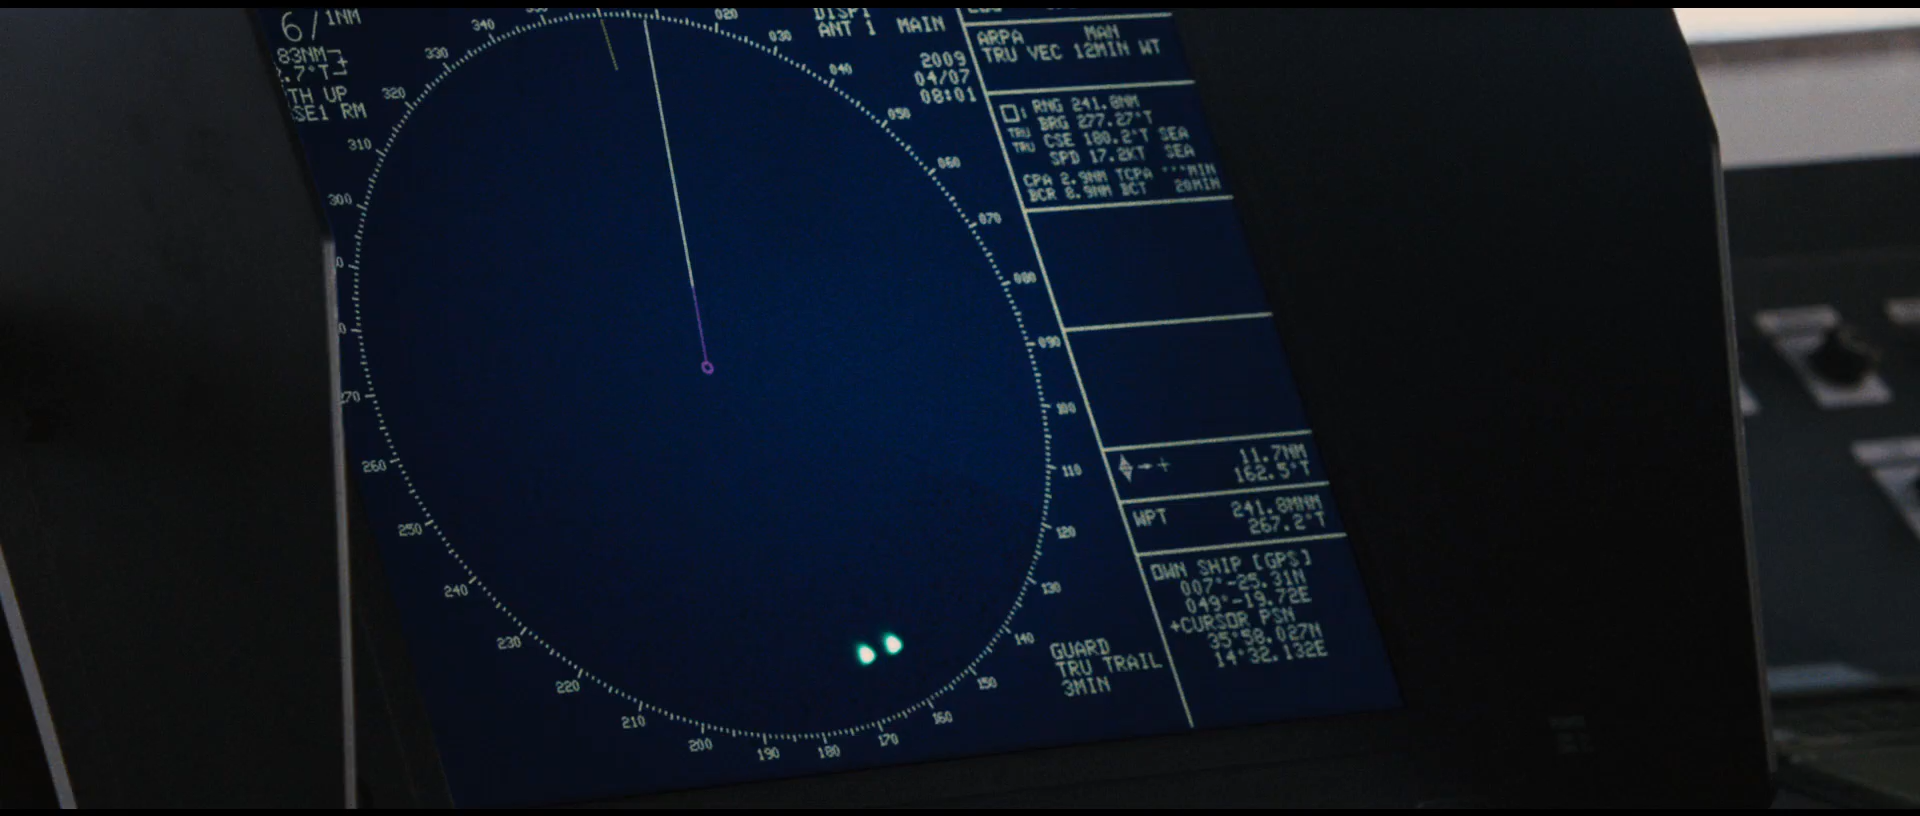 6/1NM
83NM
.7°T
TH UP
SE1 RM
340
330
320
310
300
270
260
250
240
230
220
210
200
190
180
170
160
150
140
130
120
110
100
090
080
070
060
050
040
030
020
DISP1
ANT 1 MAIN
2009
04/07
08:01
ARPA MAN
TRU VEC 12MIN WT
RNG 241.8NM
BRG 277.27°T
TRU CSE 180.2°T SEA
TRU SPD 17.2KT SEA
CPA 2.9NM TCPA ***MIN
BCR 8.9NM BCT 20MIN
11.7NM
162.5°T
WPT 241.8MNM
267.2°T
OWN SHIP [GPS]
007°-25.31N
049°-19.72E
+CURSOR PSN
35°58.027N
14°32.132E
GUARD
TRU TRAIL
3MIN